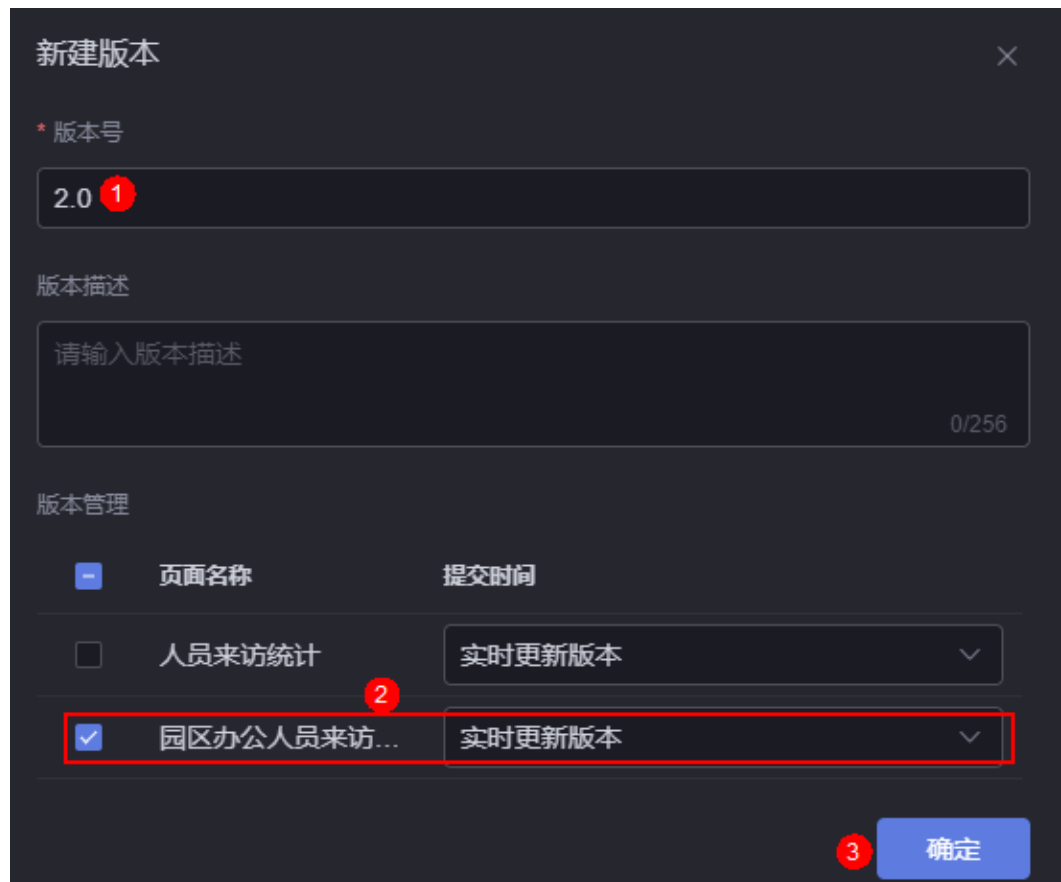 新建版本
* 版本号
2.0 1
版本描述
请输入版本描述
0/256
版本管理
页面名称 提交时间
人员来访统计 实时更新版本
2
园区办公人员来访... 实时更新版本
3 确定